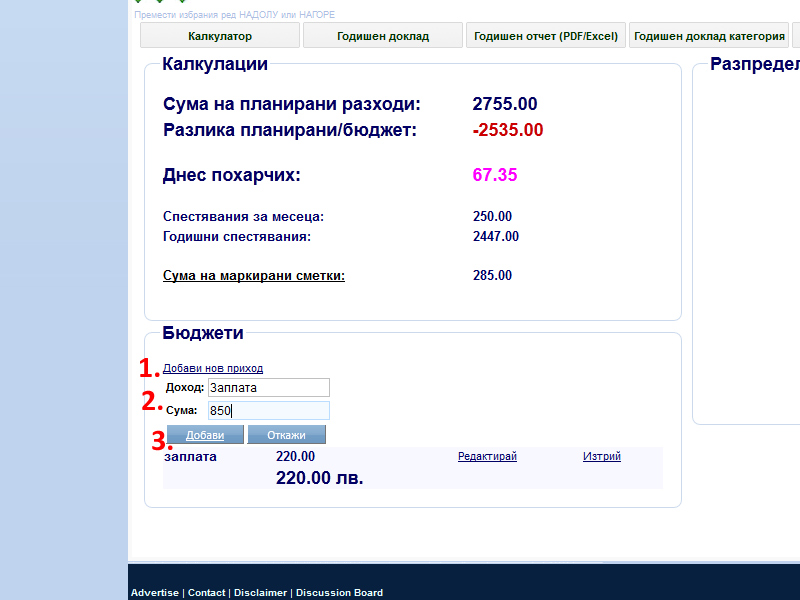 Премести избрания ред НАДОЛУ или НАГОРЕ
Калкулатор Годишен доклад Годишен отчет (PDF/Excel) Годишен доклад категория
Калкулации Разпредел
Сума на планирани разходи: 2755.00
Разлика планирани/бюджет: -2535.00
Днес похарчих: 67.35
Спестявания за месеца: 250.00
Годишни спестявания: 2447.00
Сума на маркирани сметки: 285.00
Бюджети
1. Добави нов приход
Доход: Заплата
2. Сума: 850
3. Добави Откажи
заплата 220.00 Редактирай Изтрий
220.00 лв.
Advertise | Contact | Disclaimer | Discussion Board